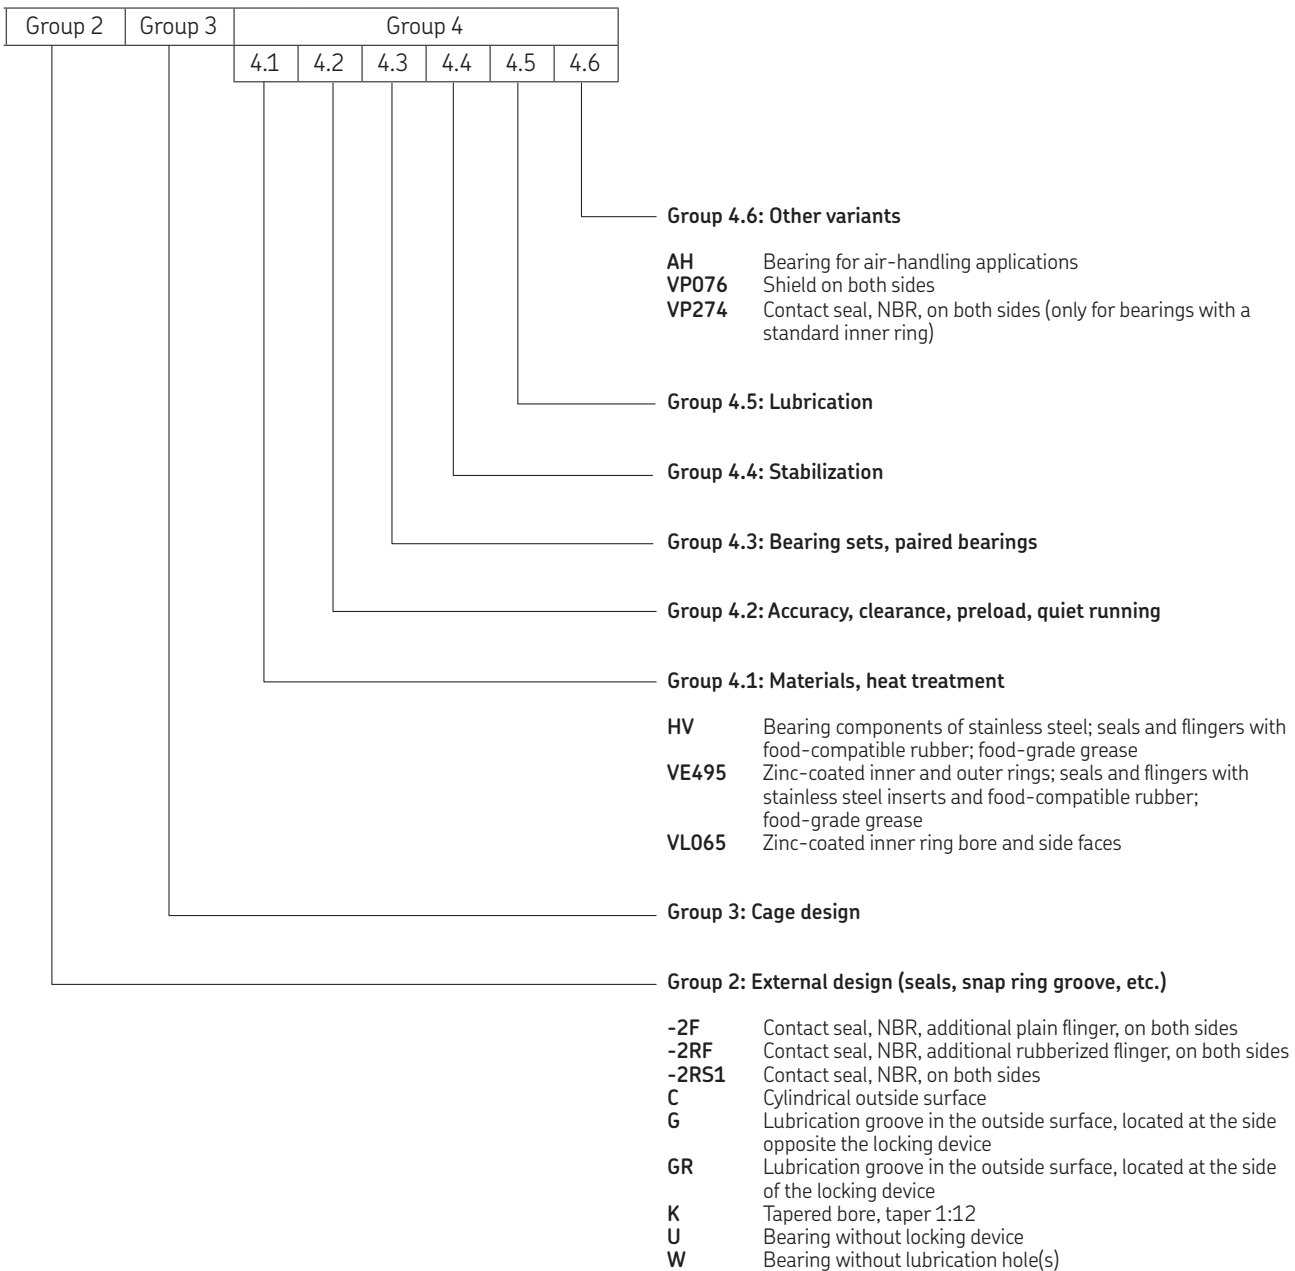 Group 2 Group 3 Group 4
4.1 4.2 4.3 4.4 4.5 4.6
Group 4.6: Other variants
AH Bearing for air-handling applications
VP076 Shield on both sides
VP274 Contact seal, NBR, on both sides (only for bearings with a
standard inner ring)
Group 4.5: Lubrication
Group 4.4: Stabilization
Group 4.3: Bearing sets, paired bearings
Group 4.2: Accuracy, clearance, preload, quiet running
Group 4.1: Materials, heat treatment
HV Bearing components of stainless steel; seals and flingers with
food-compatible rubber; food-grade grease
VE495 Zinc-coated inner and outer rings; seals and flingers with
stainless steel inserts and food-compatible rubber;
food-grade grease
VL065 Zinc-coated inner ring bore and side faces
Group 3: Cage design
Group 2: External design (seals, snap ring groove, etc.)
-2F Contact seal, NBR, additional plain flinger, on both sides
-2RF Contact seal, NBR, additional rubberized flinger, on both sides
-2RS1 Contact seal, NBR, on both sides
C Cylindrical outside surface
G Lubrication groove in the outside surface, located at the side
opposite the locking device
GR Lubrication groove in the outside surface, located at the side
of the locking device
K Tapered bore, taper 1:12
U Bearing without locking device
W Bearing without lubrication hole(s)